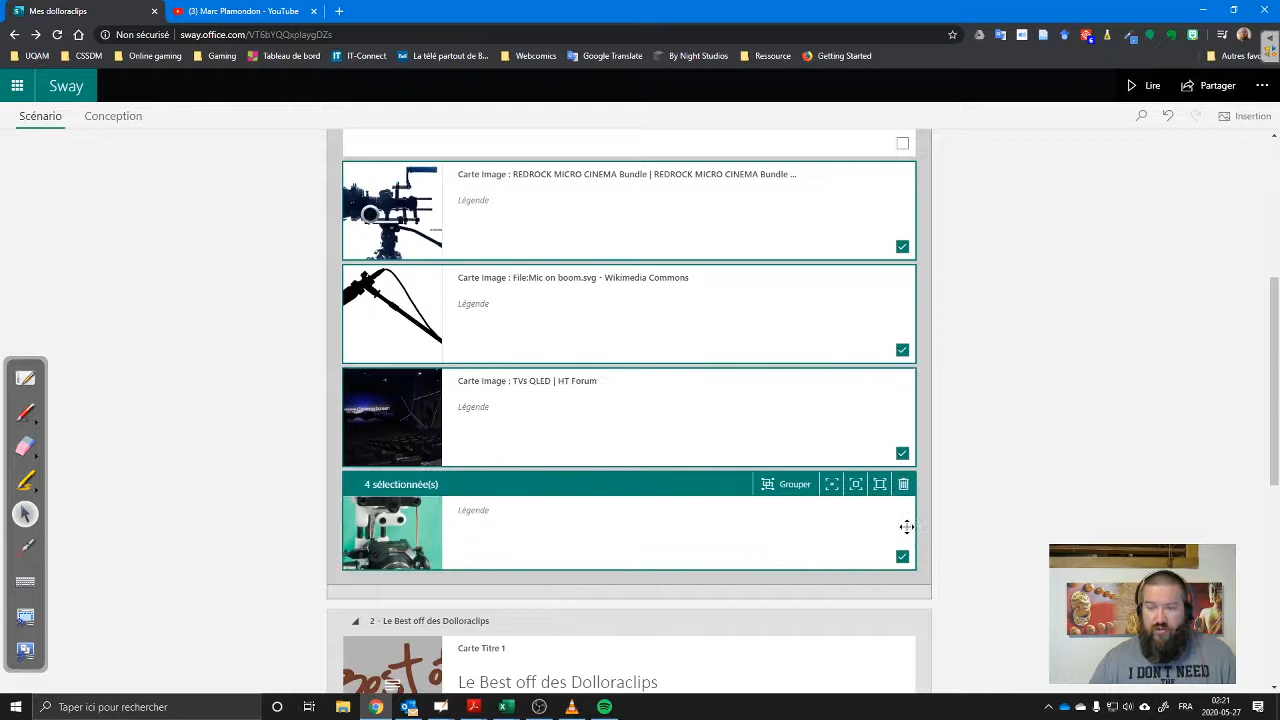 Mes dolloraclips
(3) Marc Plamondon - YouTube
Non sécurisé
sway.office.com/VT6bYQQxplaygDZs
UQAM
CSSDM
Online gaming
Gaming
Tableau de bord
IT-Connect
La télé partout de B...
Webcomics
Google Translate
By Night Studios
Ressource
Getting Started
Autres favo
Sway
Lire
Partager
Scénario
Conception
Insertion
Carte Image : REDROCK MICRO CINEMA Bundle | REDROCK MICRO CINEMA Bundle ...
Légende
Carte Image : File:Mic on boom.svg - Wikimedia Commons
Légende
Carte Image : TVs QLED | HT Forum
Légende
4 sélectionnée(s)
Grouper
Légende
2 - Le Best off des Dolloraclips
Carte Titre 1
Le Best off des Dolloraclips
I DON'T NEED
THE
Taper ici pour rechercher
FRA
02:21
2020-05-27